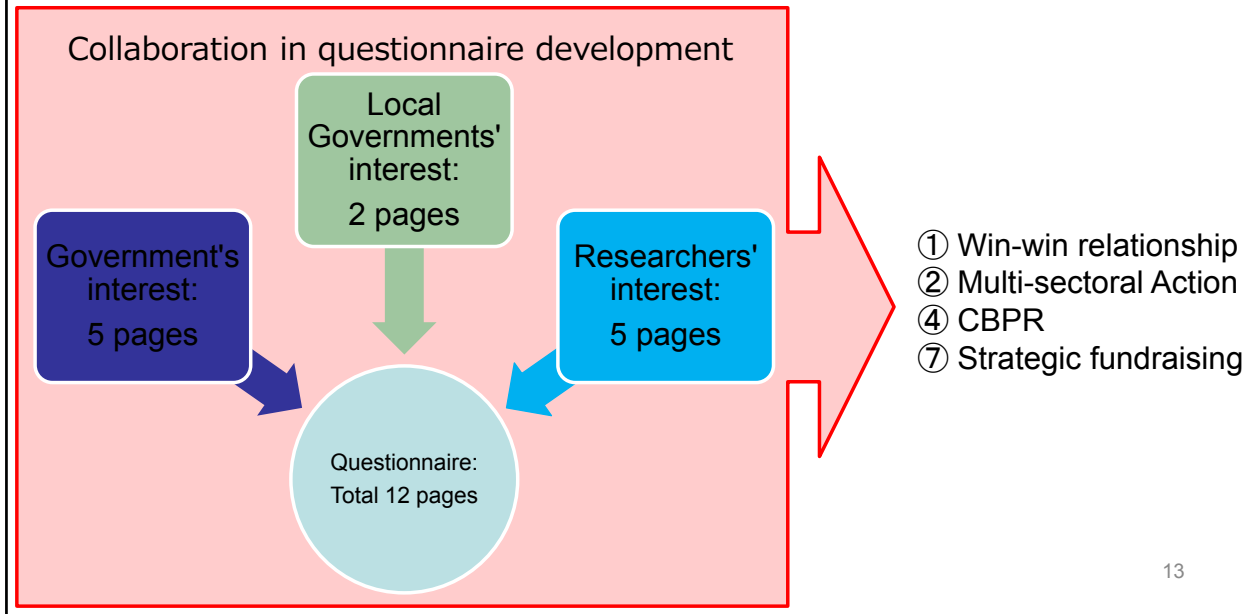 Collaboration in questionnaire development
Local
Governments'
interest:
2 pages
Government's
interest:
5 pages
Researchers'
interest:
5 pages
Questionnaire:
Total 12 pages
① Win-win relationship
② Multi-sectoral Action
④ CBPR
⑦ Strategic fundraising
13